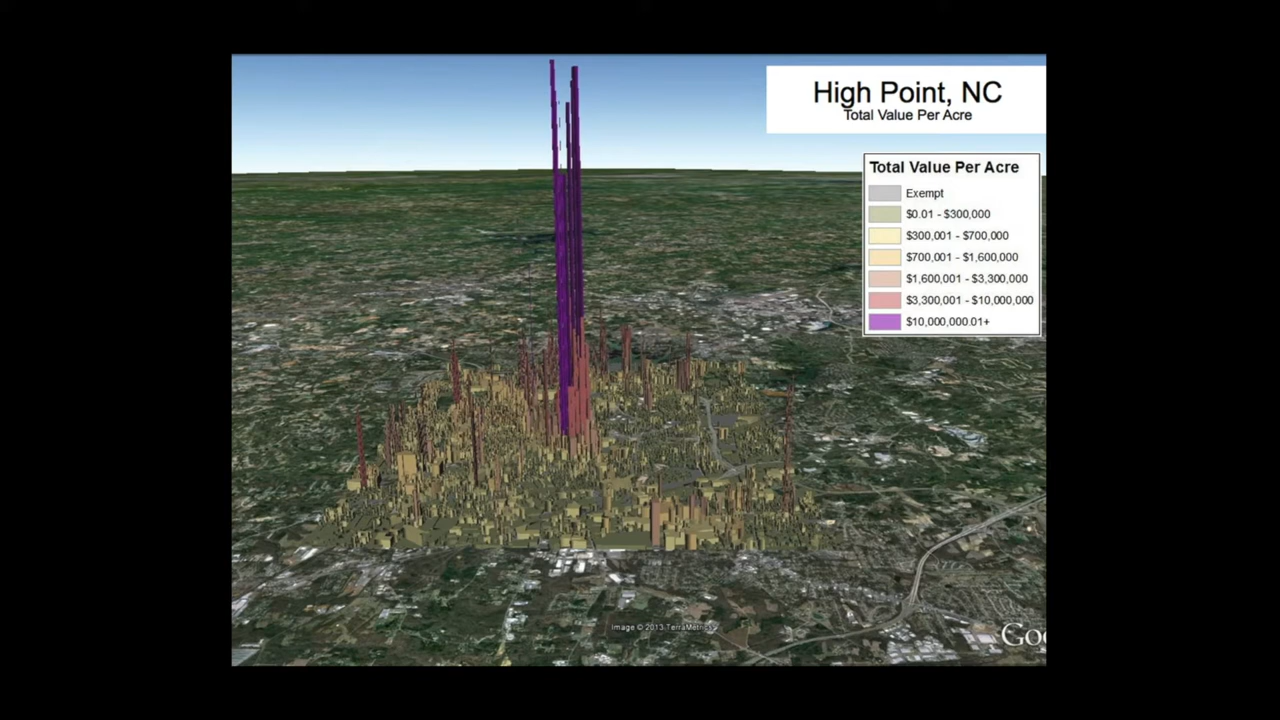 High Point, NC
Total Value Per Acre
Total Value Per Acre
Exempt
$0.01 - $300,000
$300,001 - $700,000
$700,001 - $1,600,000
$1,600,001 - $3,300,000
$3,300,001 - $10,000,000
$10,000,000.01+
Image © 2013 TerraMetrics
Goo